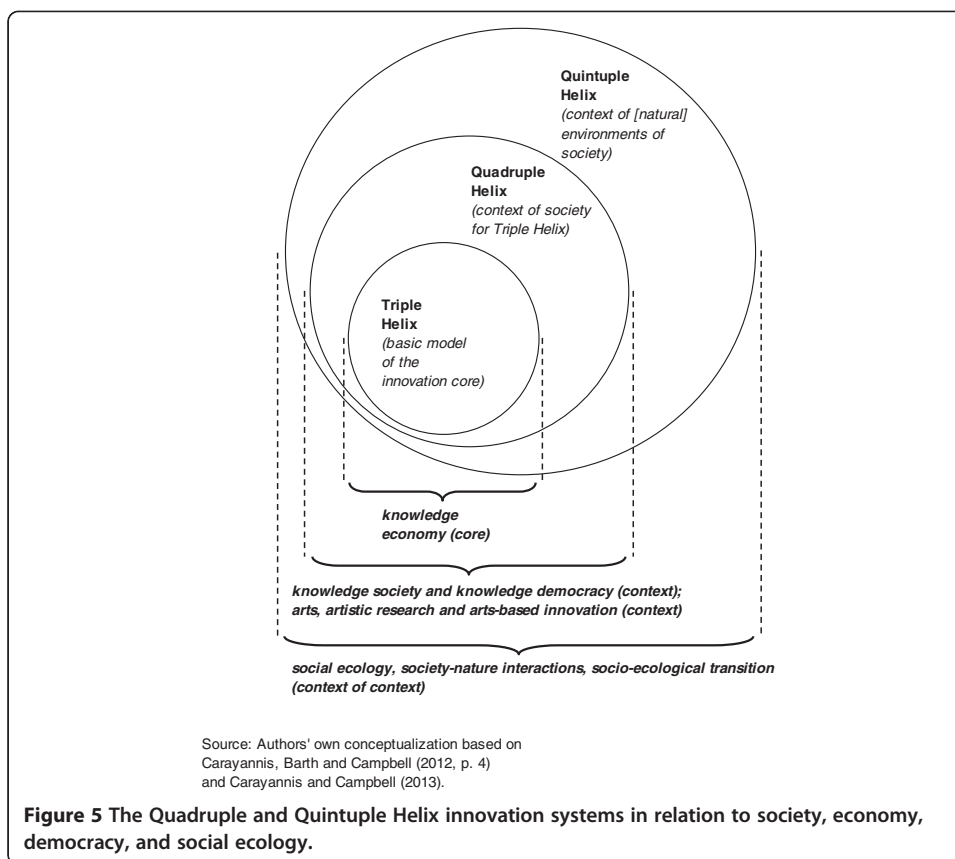 Quintuple
Helix
(context of [natural]
environments of
society)
Quadruple
Helix
(context of society
for Triple Helix)
Triple
Helix
(basic model
of the
innovation core)
knowledge
economy (core)
knowledge society and knowledge democracy (context);
arts, artistic research and arts-based innovation (context)
social ecology, society-nature interactions, socio-ecological transition
(context of context)
Source: Authors' own conceptualization based on
Carayannis, Barth and Campbell (2012, p. 4)
and Carayannis and Campbell (2013).
Figure 5 The Quadruple and Quintuple Helix innovation systems in relation to society, economy,
democracy, and social ecology.